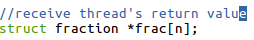 //receive thread's return value
struct fraction *frac[n];